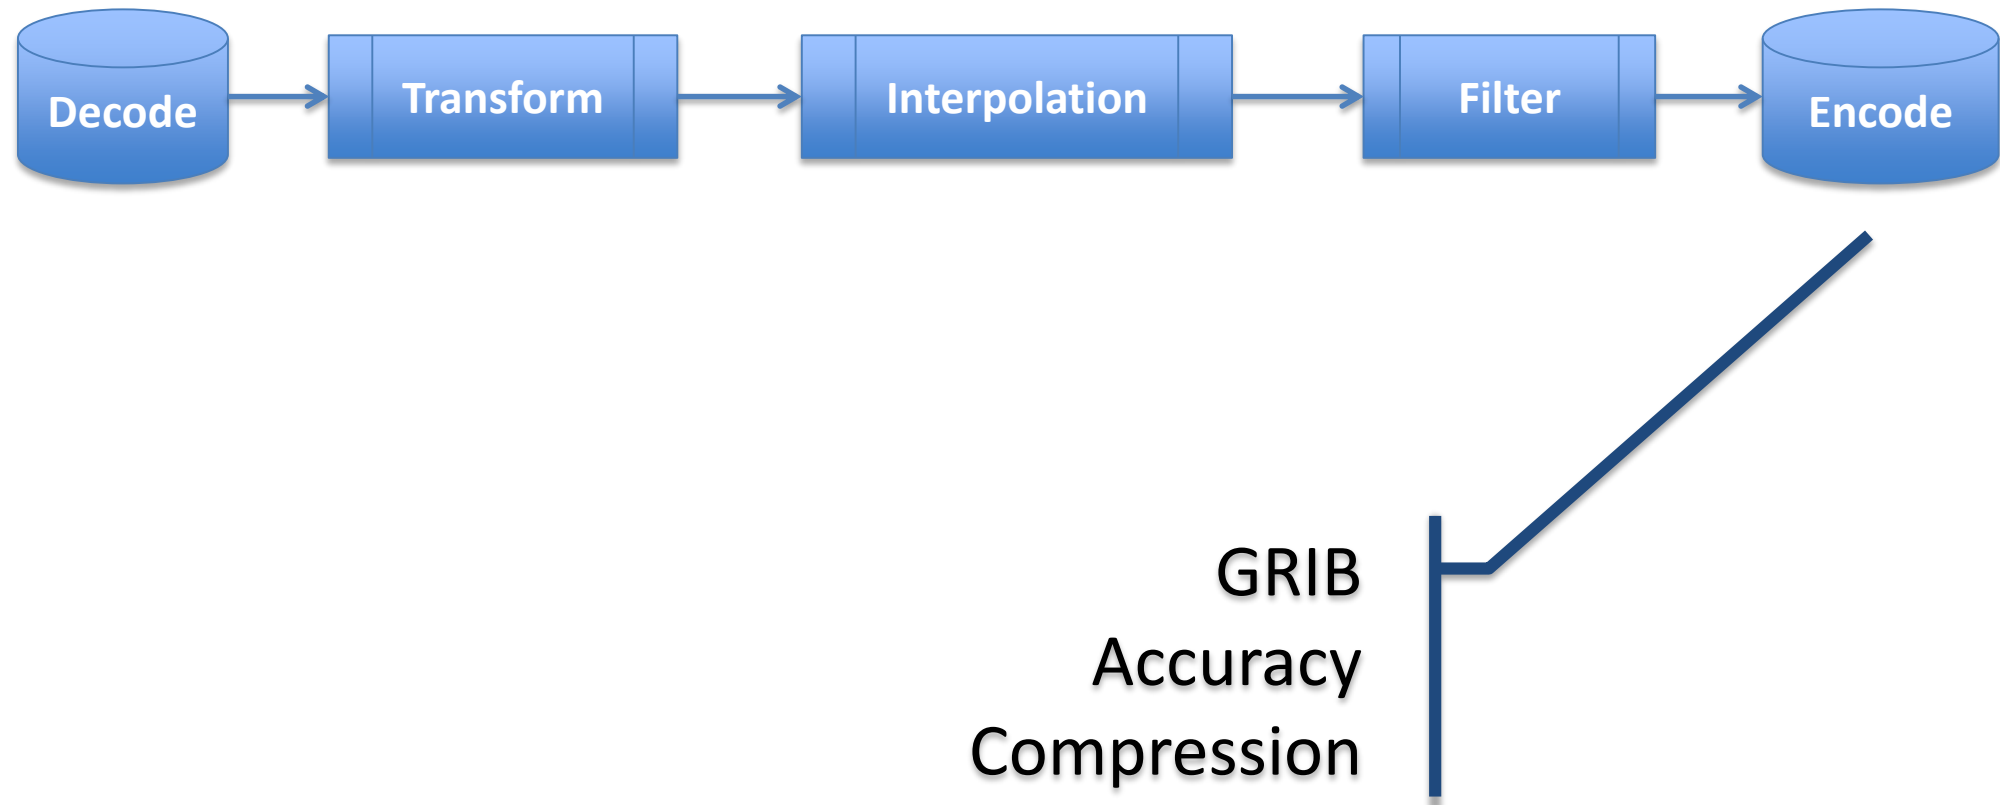 Decode
Transform
Interpolation
Filter
Encode
GRIB
Accuracy
Compression